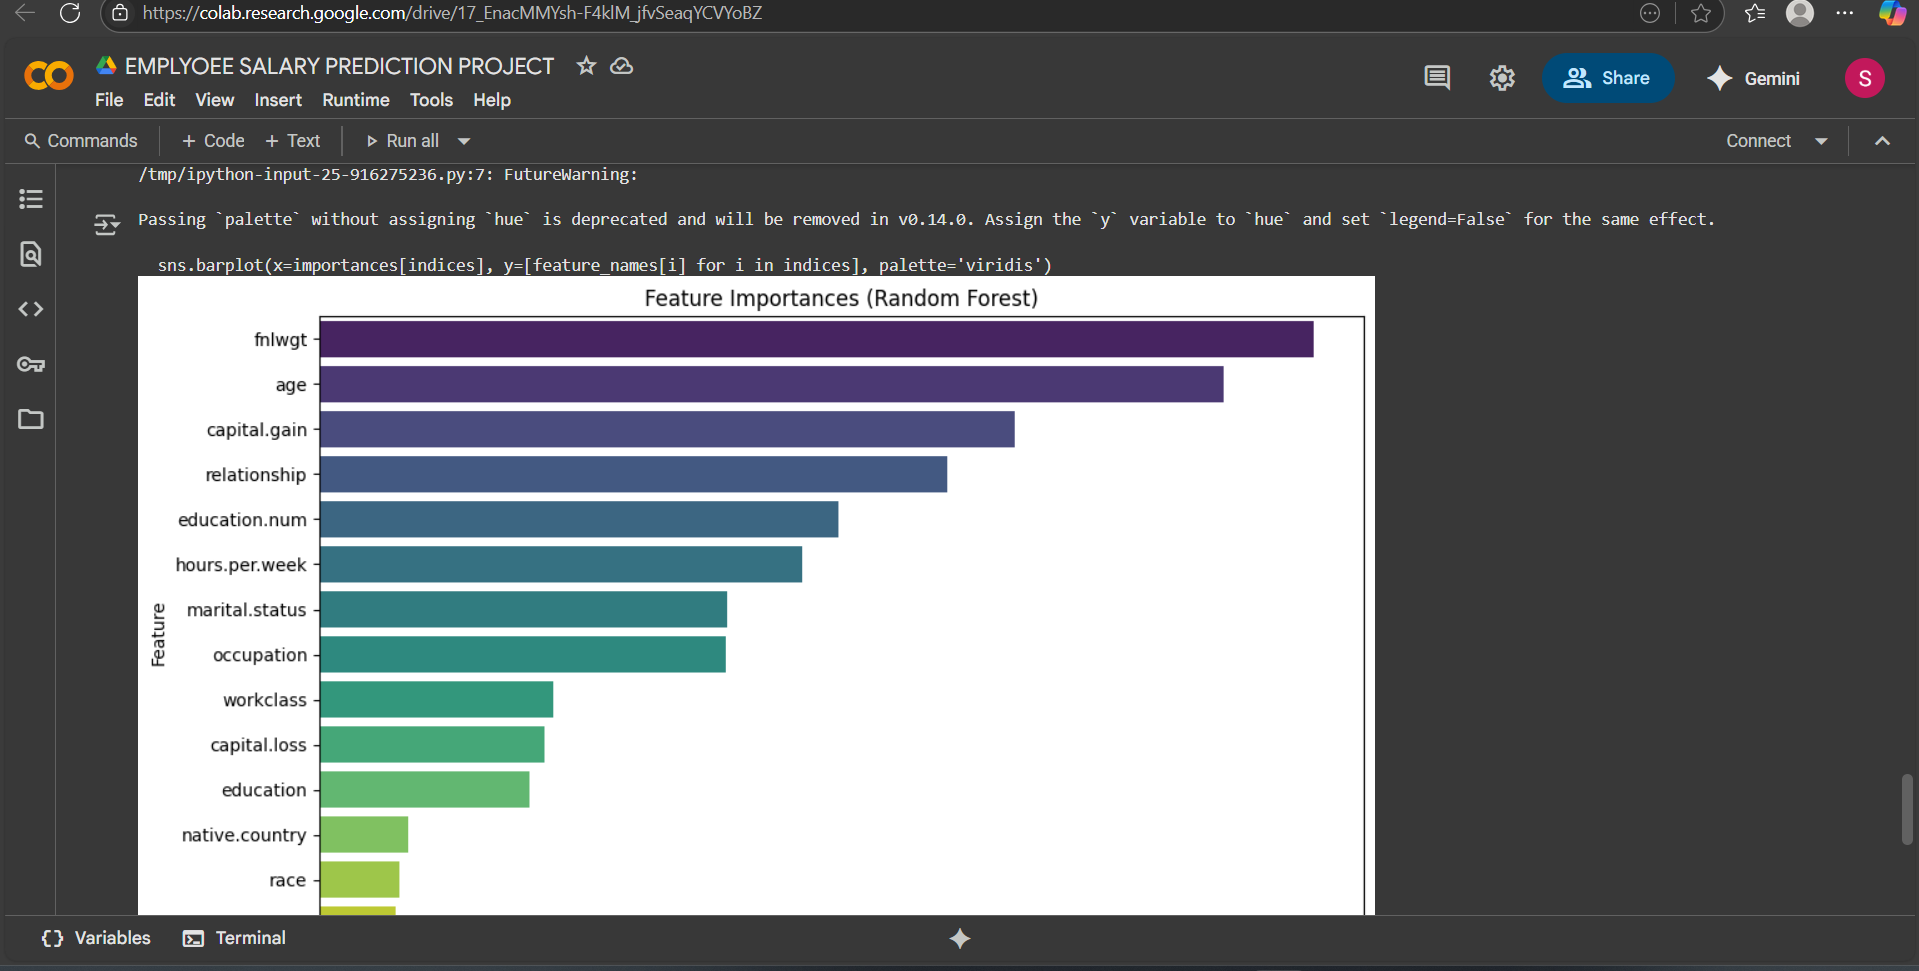 https://colab.research.google.com/drive/17_EnacMMYsh-F4klM_jfvSeaqYCVYoBZ
EMPLYOEE SALARY PREDICTION PROJECT
File Edit View Insert Runtime Tools Help
Share
Gemini
S
Commands + Code + Text Run all
Connect
/tmp/ipython-input-25-916275236.py:7: FutureWarning:
Passing `palette` without assigning `hue` is deprecated and will be removed in v0.14.0. Assign the `y` variable to `hue` and set `legend=False` for the same effect.
sns.barplot(x=importances[indices], y=[feature_names[i] for i in indices], palette='viridis')
Feature Importances (Random Forest)
fnlwgt
age
capital.gain
relationship
education.num
hours.per.week
marital.status
occupation
workclass
capital.loss
education
native.country
race
Feature
Variables Terminal